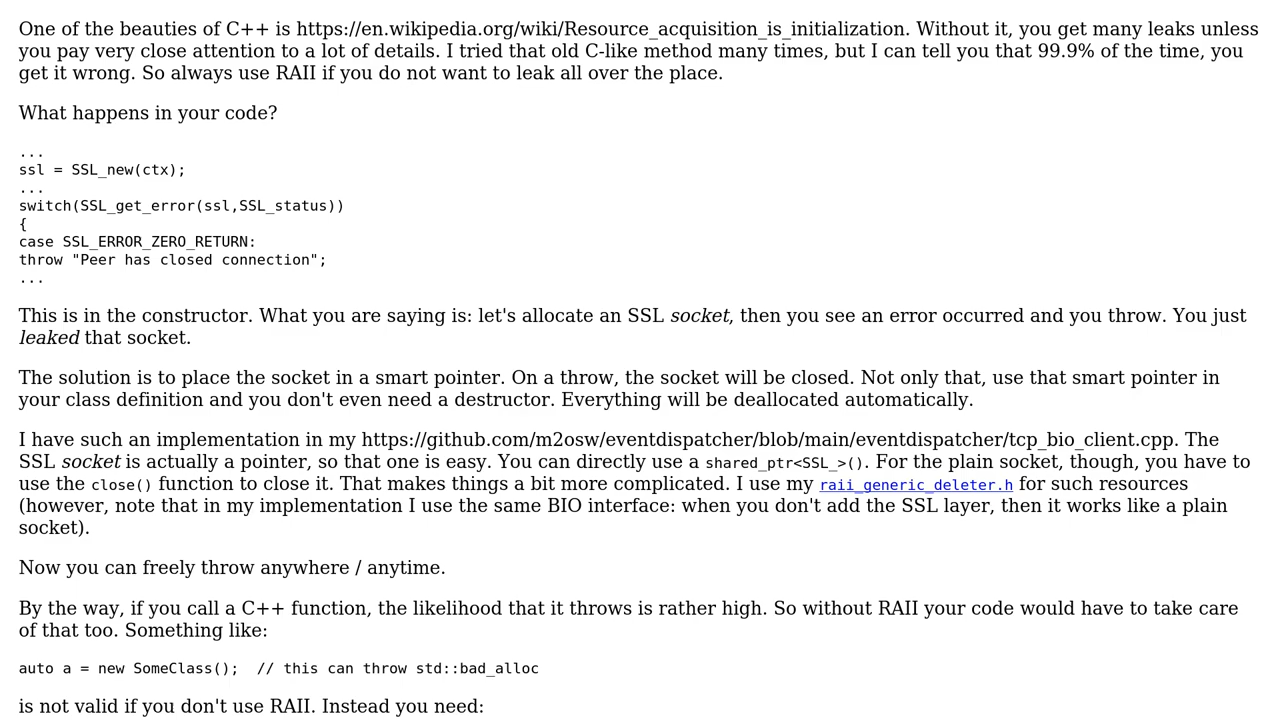 One of the beauties of C++ is https://en.wikipedia.org/wiki/Resource_acquisition_is_initialization. Without it, you get many leaks unless
you pay very close attention to a lot of details. I tried that old C-like method many times, but I can tell you that 99.9% of the time, you
get it wrong. So always use RAII if you do not want to leak all over the place.
What happens in your code?
...
ssl = SSL_new(ctx);
...
switch(SSL_get_error(ssl,SSL_status))
{
case SSL_ERROR_ZERO_RETURN:
throw "Peer has closed connection";
...
This is in the constructor. What you are saying is: let's allocate an SSL socket, then you see an error occurred and you throw. You just
leaked that socket.
The solution is to place the socket in a smart pointer. On a throw, the socket will be closed. Not only that, use that smart pointer in
your class definition and you don't even need a destructor. Everything will be deallocated automatically.
I have such an implementation in my https://github.com/m2osw/eventdispatcher/blob/main/eventdispatcher/tcp_bio_client.cpp. The
SSL socket is actually a pointer, so that one is easy. You can directly use a shared_ptr<SSL_>(). For the plain socket, though, you have to
use the close() function to close it. That makes things a bit more complicated. I use my raii_generic_deleter.h for such resources
(however, note that in my implementation I use the same BIO interface: when you don't add the SSL layer, then it works like a plain
socket).
Now you can freely throw anywhere / anytime.
By the way, if you call a C++ function, the likelihood that it throws is rather high. So without RAII your code would have to take care
of that too. Something like:
auto a = new SomeClass();  // this can throw std::bad_alloc
is not valid if you don't use RAII. Instead you need: